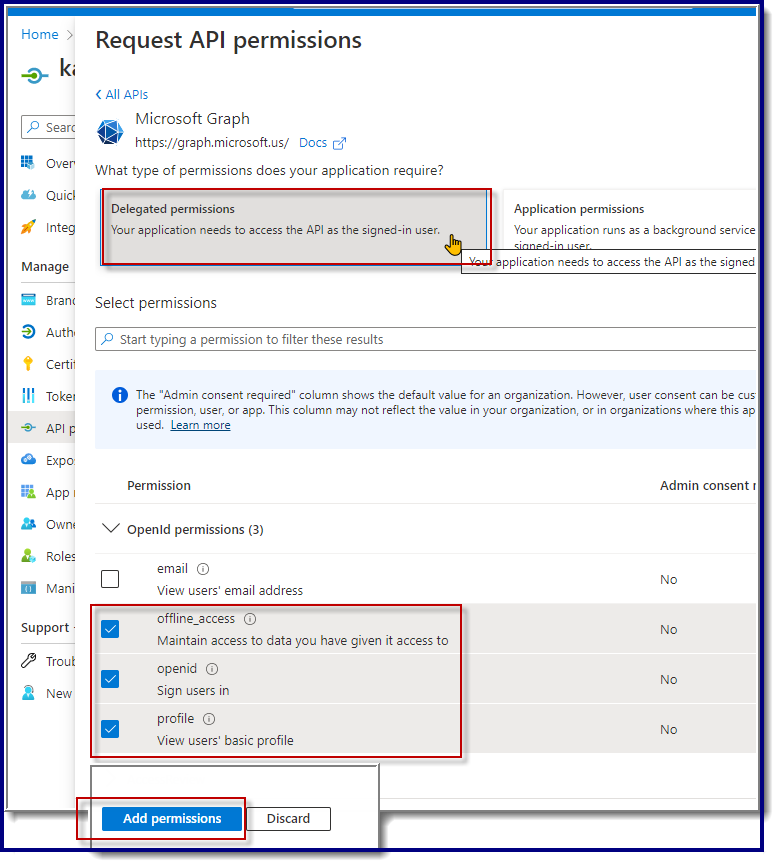 Home
Request API permissions
All APIs
Microsoft Graph
https://graph.microsoft.us/ Docs
What type of permissions does your application require?
Delegated permissions
Your application needs to access the API as the signed-in user.
Application permissions
Your application runs as a background service
signed-in user.
Your application needs to access the API as the signed
Select permissions
Start typing a permission to filter these results
The "Admin consent required" column shows the default value for an organization. However, user consent can be cus
permission, user, or app. This column may not reflect the value in your organization, or in organizations where this ap
used. Learn more
Permission
Admin consent r
OpenId permissions (3)
email
View users' email address
No
offline_access
Maintain access to data you have given it access to
No
openid
Sign users in
No
profile
View users' basic profile
No
Add permissions
Discard
ka
Searc
Over
Quic
Integ
Manage
Bran
Auth
Certi
Toke
API p
Expo
App
Owne
Roles
Mani
Support
Troub
New